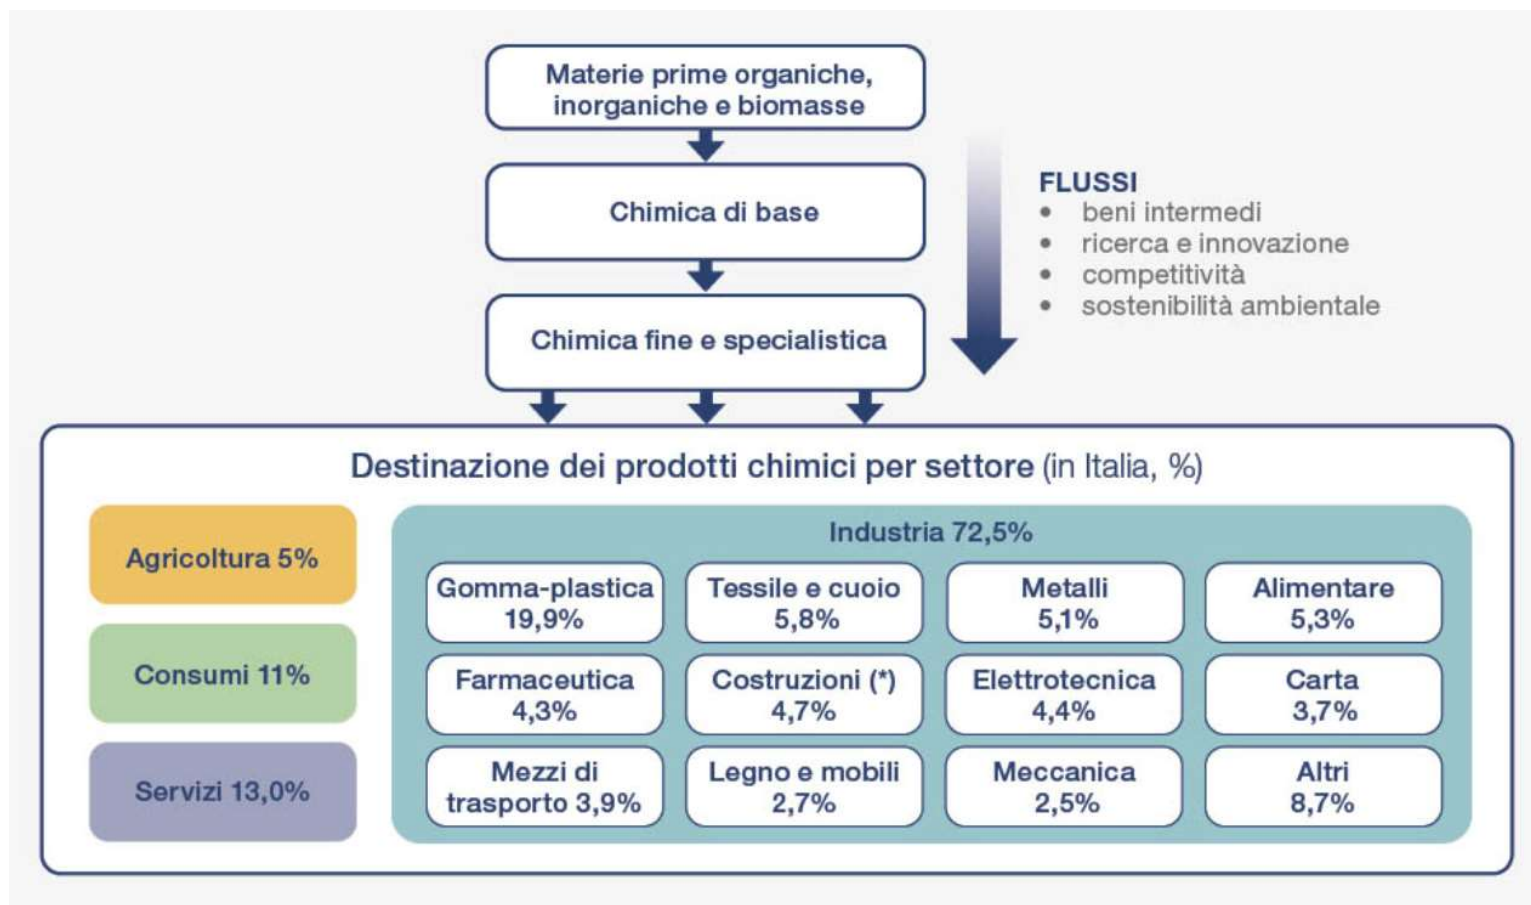 Materie prime organiche,
inorganiche e biomasse
Chimica di base
Chimica fine e specialistica
FLUSSI
• beni intermedi
• ricerca e innovazione
• competitività
• sostenibilità ambientale
Destinazione dei prodotti chimici per settore (in Italia, %)
Agricoltura 5%
Consumi 11%
Servizi 13,0%
Industria 72,5%
Gomma-plastica
19,9%
Tessile e cuoio
5,8%
Metalli
5,1%
Alimentare
5,3%
Farmaceutica
4,3%
Costruzioni (*)
4,7%
Elettrotecnica
4,4%
Carta
3,7%
Mezzi di
trasporto 3,9%
Legno e mobili
2,7%
Meccanica
2,5%
Altri
8,7%